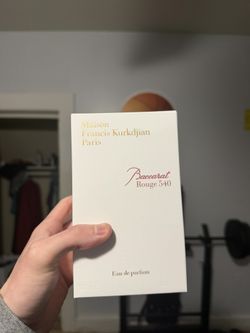 Maison
Francis Kurkdjian
Paris
Baccarat
Rouge 540
Eau de parfum